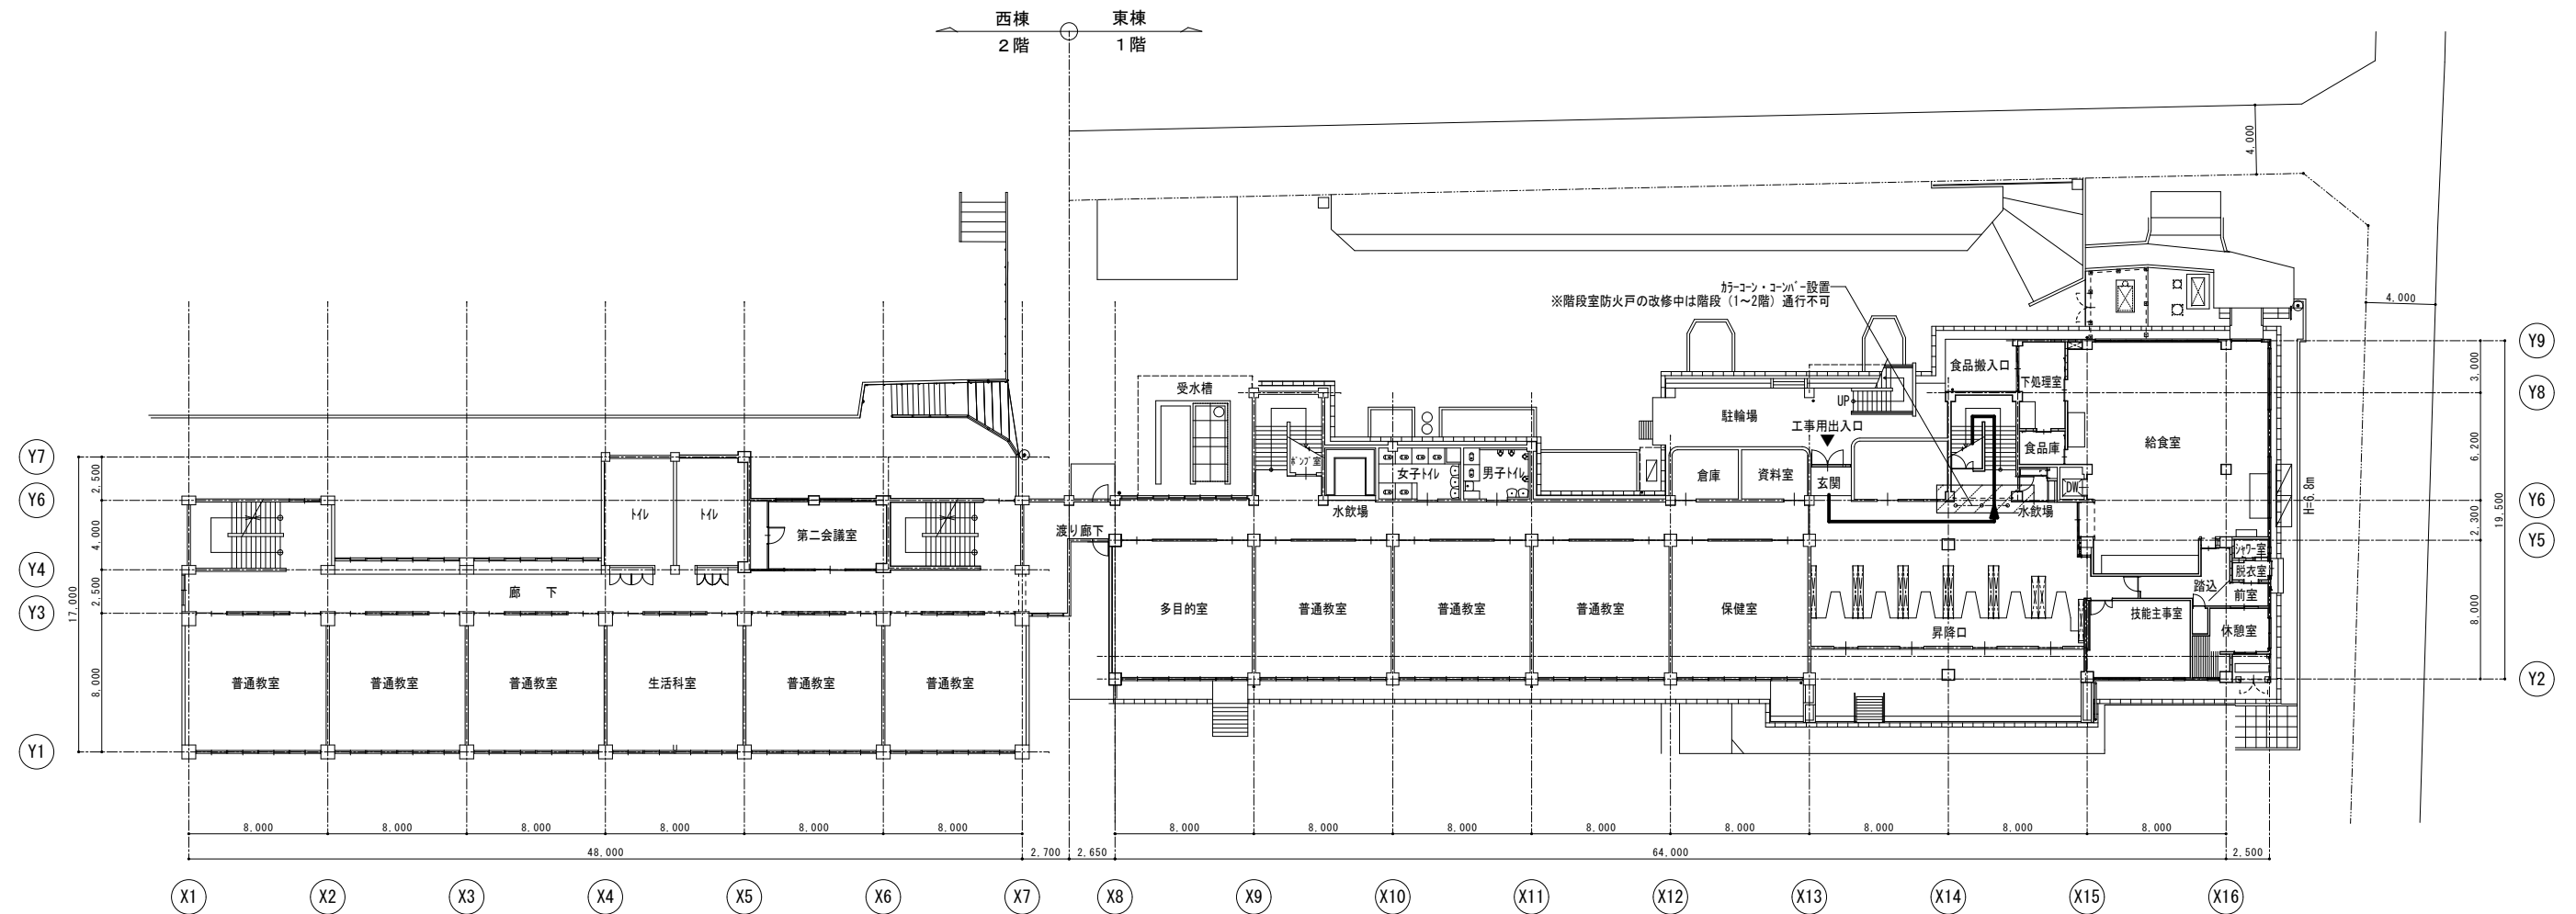 西棟
東棟
２階
１階
4,000
4,000
カラーコーン・コーンバー設置
※階段室防火戸の改修中は階段（1～2階）通行不可
受水槽
ポンプ室
女子トイレ
男子トイレ
水飲場
駐輪場
UP
工事用出入口
倉庫
資料室
玄関
食品搬入口
下処理室
食品庫
給食室
DW
水飲場
H=6.8m
シャワー室
脱衣室
前室
踏込
技能主事室
休憩室
昇降口
トイレ
トイレ
第二会議室
渡り廊下
廊　下
普通教室
普通教室
普通教室
生活科室
普通教室
普通教室
多目的室
普通教室
普通教室
普通教室
保健室
Y7
Y6
Y4
Y3
Y1
2,500
4,000
2,500
8,000
17,000
Y9
Y8
Y6
Y5
Y2
3,000
6,200
2,300
8,000
19,500
8,000
8,000
8,000
8,000
8,000
8,000
8,000
8,000
8,000
8,000
8,000
8,000
8,000
8,000
48,000
2,700
2,650
64,000
2,500
X1
X2
X3
X4
X5
X6
X7
X8
X9
X10
X11
X12
X13
X14
X15
X16